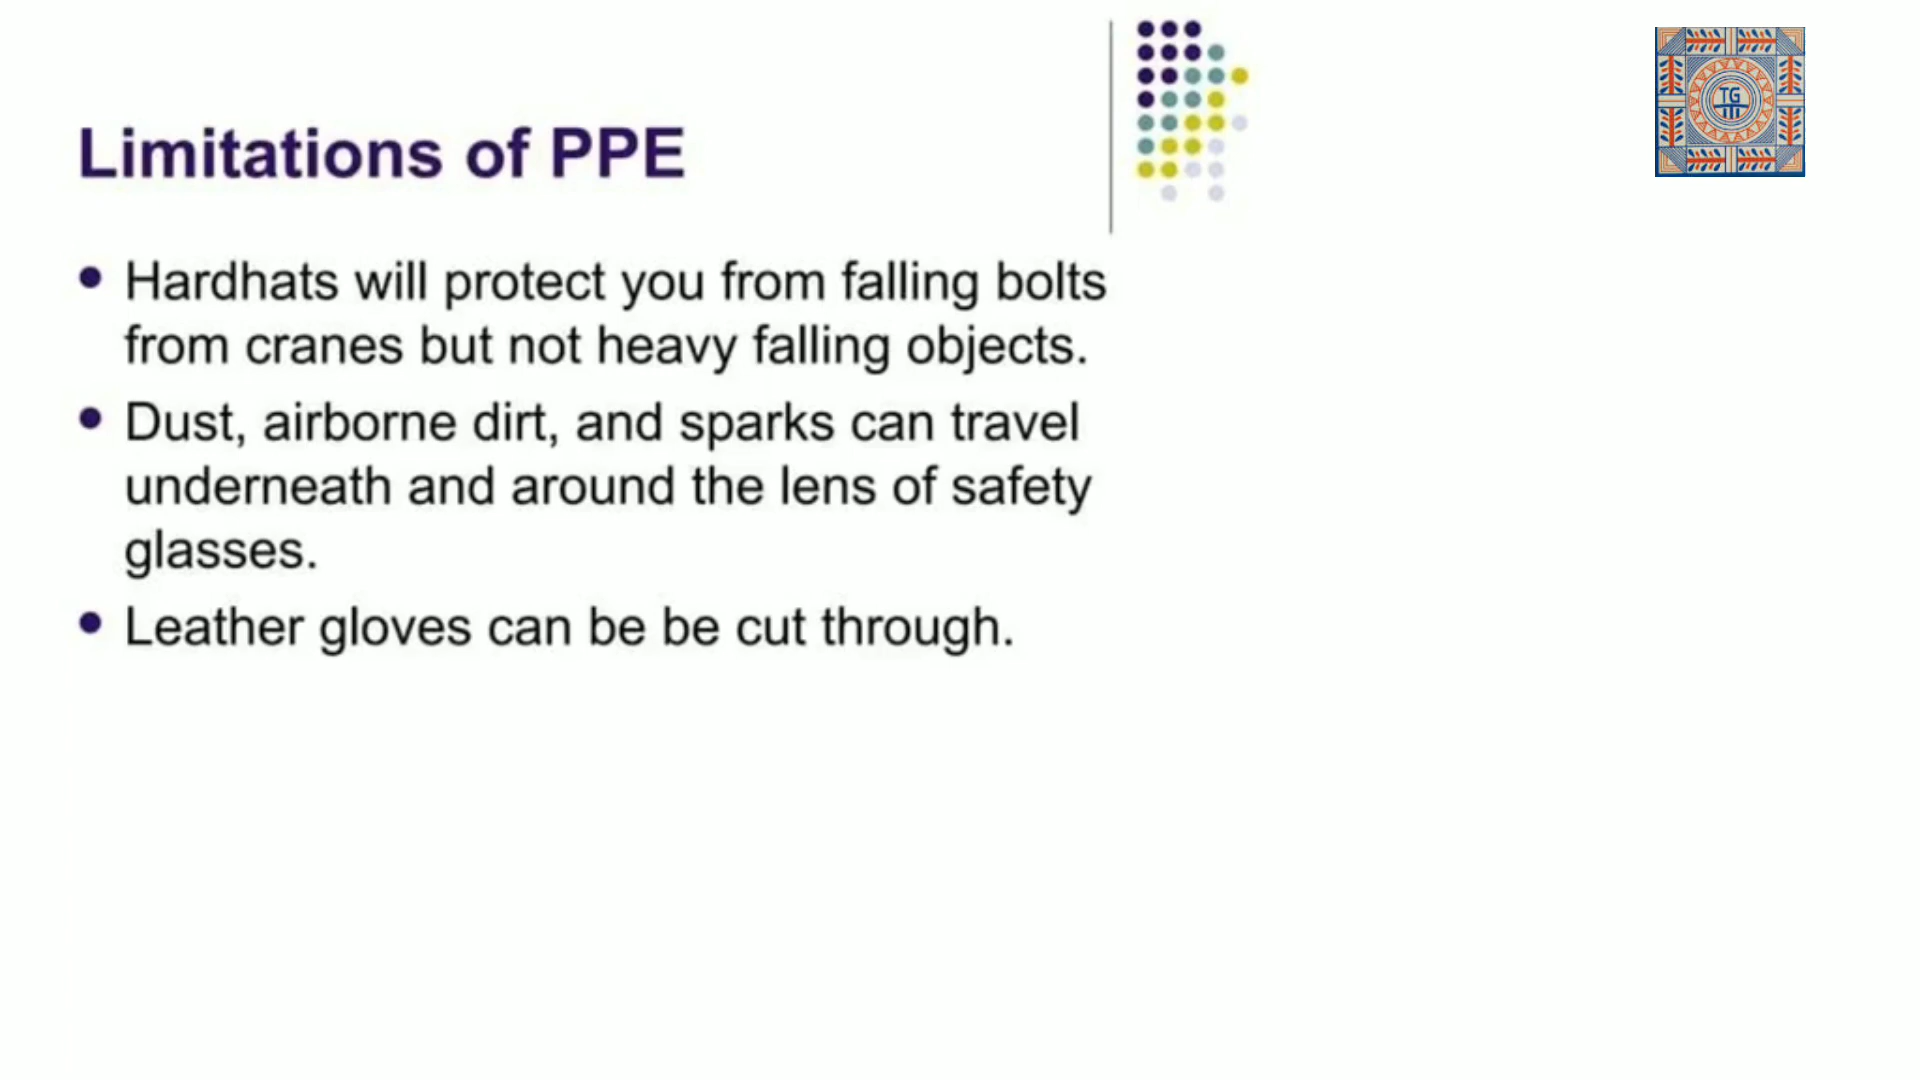 Limitations of PPE
Hardhats will protect you from falling bolts
from cranes but not heavy falling objects.
Dust, airborne dirt, and sparks can travel
underneath and around the lens of safety
glasses.
Leather gloves can be be cut through.
TG